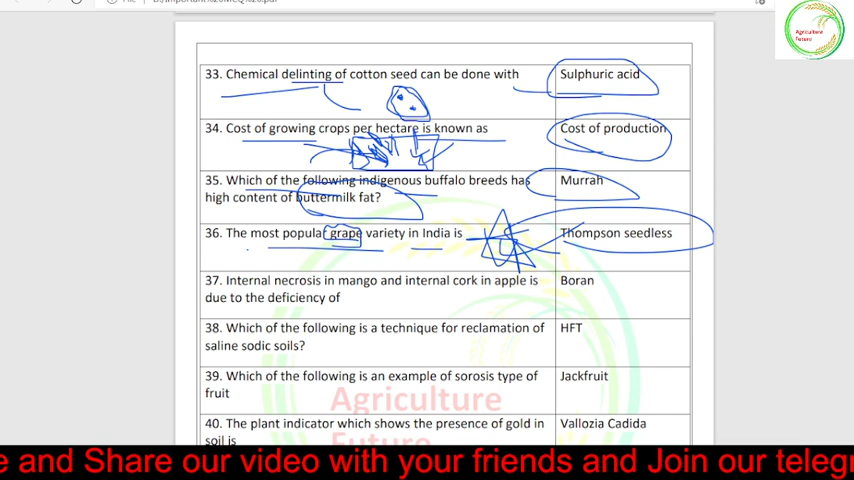 Agriculture
Future
33. Chemical delinting of cotton seed can be done with
Sulphuric acid
34. Cost of growing crops per hectare is known as
Cost of production
35. Which of the following indigenous buffalo breeds has
high content of buttermilk fat?
Murrah
36. The most popular grape variety in India is
Thompson seedless
37. Internal necrosis in mango and internal cork in apple is
due to the deficiency of
Boran
38. Which of the following is a technique for reclamation of
saline sodic soils?
HFT
39. Which of the following is an example of sorosis type of
fruit
Jackfruit
Agriculture
Future
40. The plant indicator which shows the presence of gold in
soil is
Vallozia Cadida
e and Share our video with your friends and Join our telegr